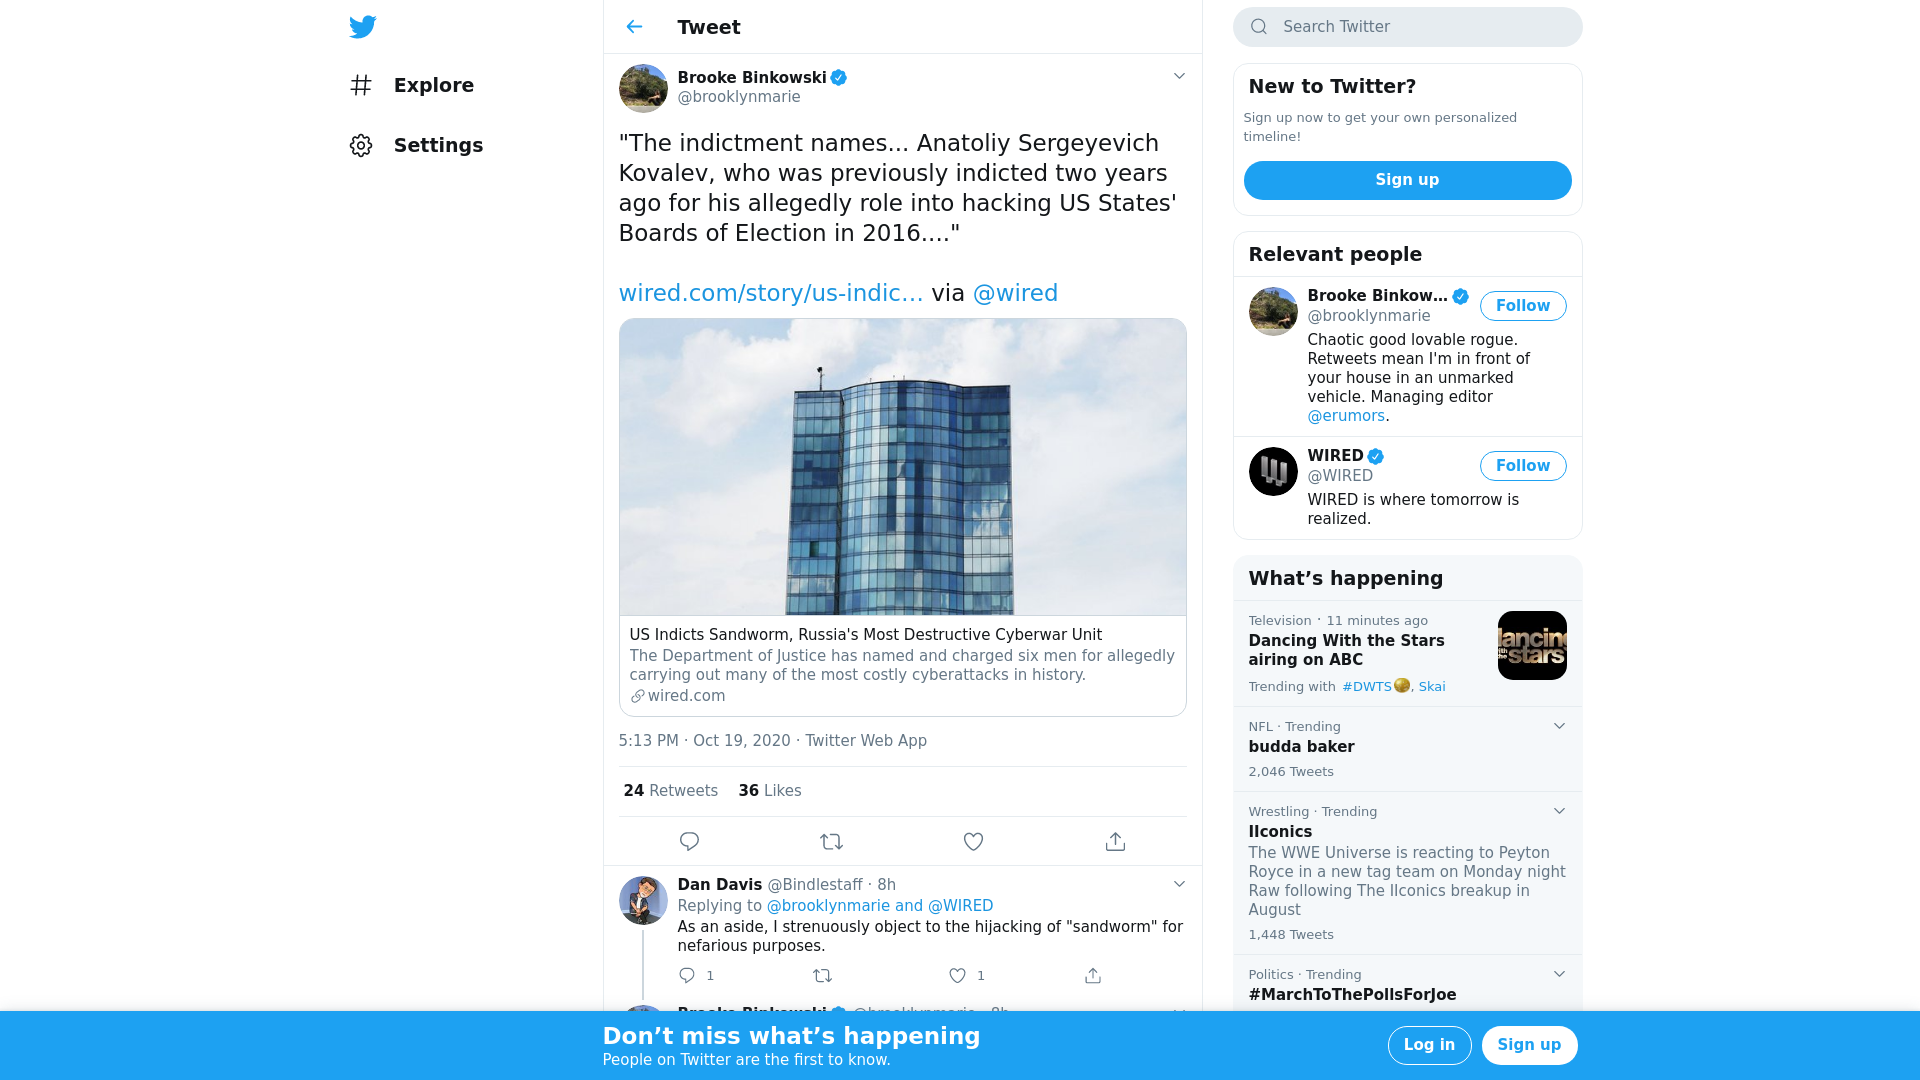 Explore
Settings
Tweet
Brooke Binkowski
@brooklynmarie
"The indictment names... Anatoliy Sergeyevich
Kovalev, who was previously indicted two years
ago for his allegedly role into hacking US States'
Boards of Election in 2016...."
wired.com/story/us-indic… via @wired
US Indicts Sandworm, Russia's Most Destructive Cyberwar Unit
The Department of Justice has named and charged six men for allegedly
carrying out many of the most costly cyberattacks in history.
wired.com
5:13 PM · Oct 19, 2020 · Twitter Web App
24 Retweets 36 Likes
Dan Davis @Bindlestaff · 8h
Replying to @brooklynmarie and @WIRED
As an aside, I strenuously object to the hijacking of "sandworm" for
nefarious purposes.
1 1
Brooke Binkowski @brooklynmarie · 8h
Search Twitter
New to Twitter?
Sign up now to get your own personalized
timeline!
Sign up
Relevant people
Brooke Binkow...
Follow
@brooklynmarie
Chaotic good lovable rogue.
Retweets mean I'm in front of
your house in an unmarked
vehicle. Managing editor
@erumors.
WIRED
Follow
@WIRED
WIRED is where tomorrow is
realized.
What's happening
Television · 11 minutes ago
Dancing With the Stars
airing on ABC
dancing
with the stars
Trending with #DWTS, Skai
NFL · Trending
budda baker
2,046 Tweets
Wrestling · Trending
IIconics
The WWE Universe is reacting to Peyton
Royce in a new tag team on Monday night
Raw following The IIconics breakup in
August
1,448 Tweets
Politics · Trending
#MarchToThePollsForJoe
Don't miss what's happening
People on Twitter are the first to know.
Log in
Sign up